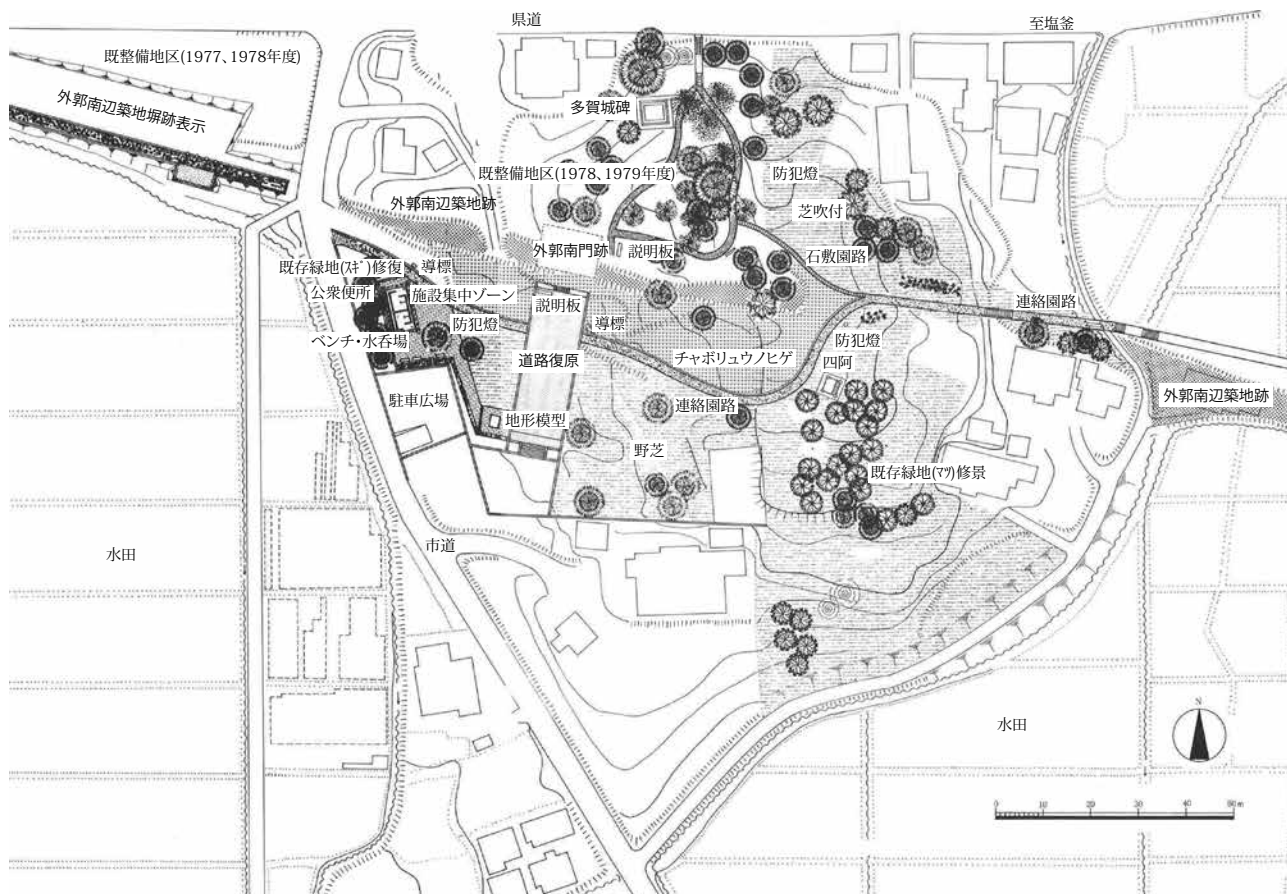 県道
至塩釜
既整備地区(1977、1978年度)
外郭南辺築地塀跡表示
多賀城碑
既整備地区(1978、1979年度)
防犯燈
外郭南辺築地跡
芝吹付
外郭南門跡
説明板
石敷園路
既存緑地(ｽｷﾞ)修復
導標
公衆便所
施設集中ゾーン
説明板
連絡園路
ベンチ・水呑場
防犯燈
導標
防犯燈
道路復原
チャボリュウノヒゲ
四阿
駐車広場
外郭南辺築地跡
地形模型
連絡園路
野芝
既存緑地(ﾏﾂ)修景
水田
市道
水田
N
0 10 20 30 40 50m